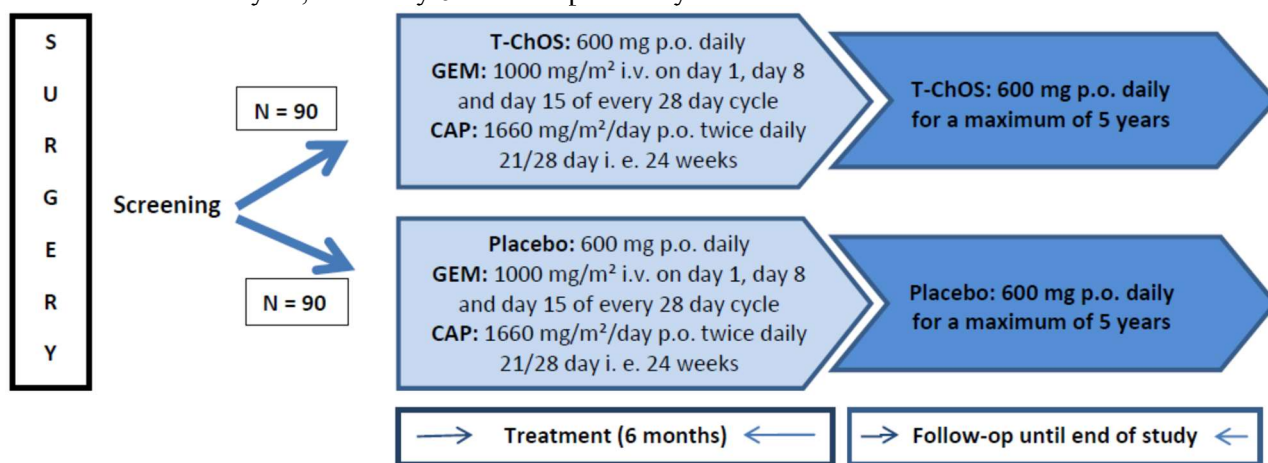 S
U
R
G
E
R
Y
Screening
N = 90
N = 90
T-ChOS: 600 mg p.o. daily
GEM: 1000 mg/m² i.v. on day 1, day 8
and day 15 of every 28 day cycle
CAP: 1660 mg/m²/day p.o. twice daily
21/28 day i. e. 24 weeks
T-ChOS: 600 mg p.o. daily
for a maximum of 5 years
Placebo: 600 mg p.o. daily
GEM: 1000 mg/m² i.v. on day 1, day 8
and day 15 of every 28 day cycle
CAP: 1660 mg/m²/day p.o. twice daily
21/28 day i. e. 24 weeks
Placebo: 600 mg p.o. daily
for a maximum of 5 years
Treatment (6 months)
Follow-op until end of study